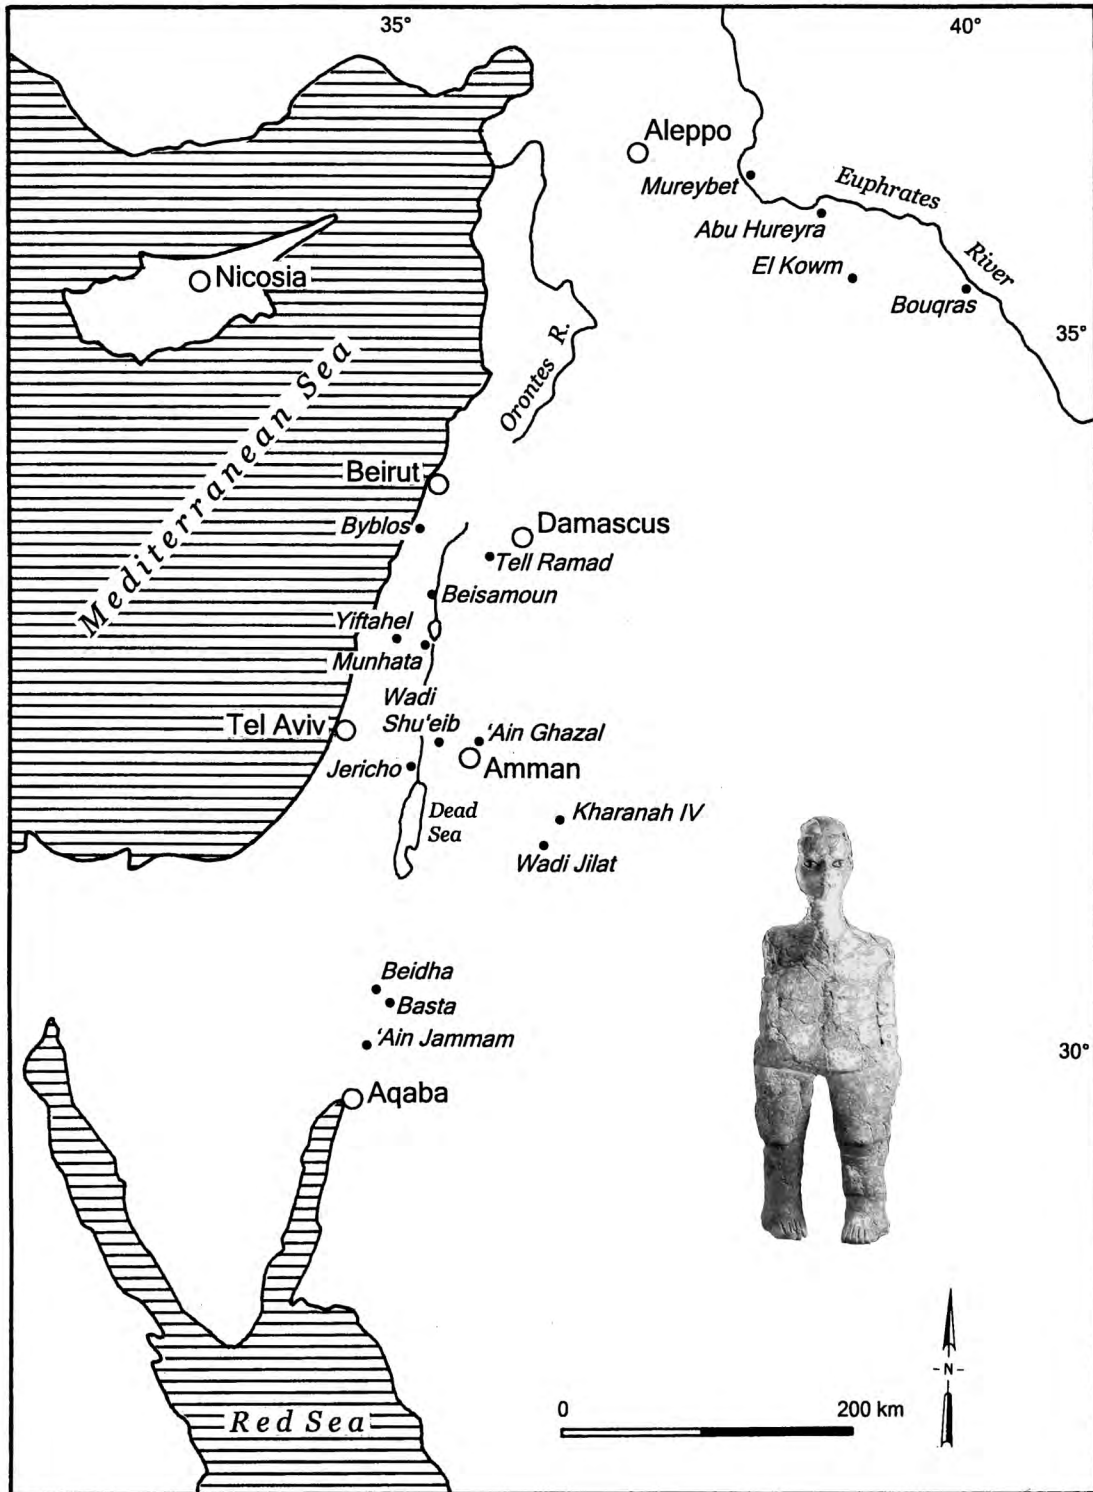 35°
40°
Aleppo
Mureybet
Euphrates
Abu Hureyra
River
El Kowm
Nicosia
Bouqras
35°
Orontes R.
Mediterranean Sea
Beirut
Byblos
Damascus
Tell Ramad
Beisamoun
Yiftahel
Munhata
Wadi
Shu‘eib
Tel Aviv
‘Ain Ghazal
Jericho
Amman
Dead
Sea
Kharanah IV
Wadi Jilat
Beidha
Basta
‘Ain Jammam
30°
Aqaba
N
0
200 km
Red Sea